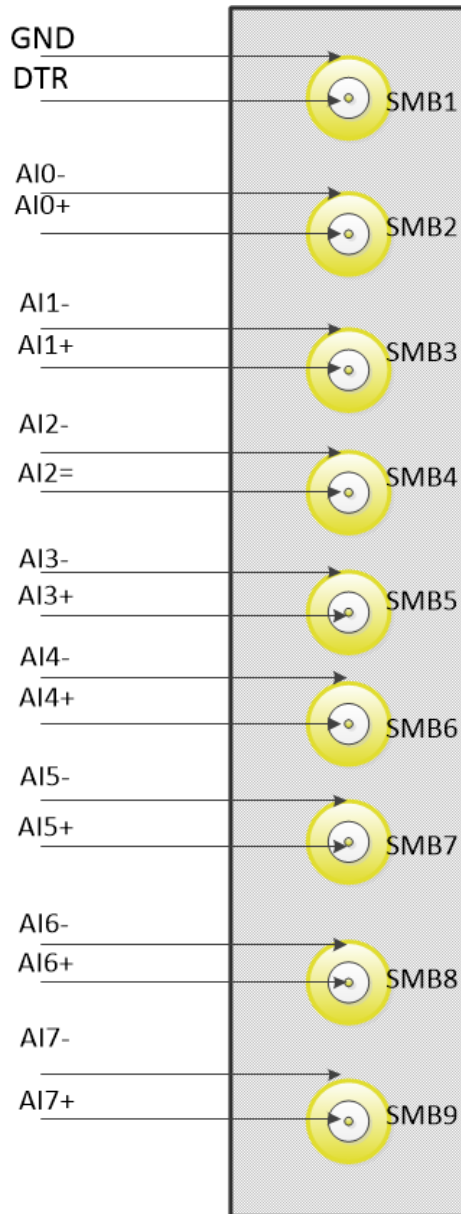 GND
DTR
SMB1
AI0-
AI0+
SMB2
AI1-
AI1+
SMB3
AI2-
AI2=
SMB4
AI3-
AI3+
SMB5
AI4-
AI4+
SMB6
AI5-
AI5+
SMB7
AI6-
AI6+
SMB8
AI7-
AI7+
SMB9